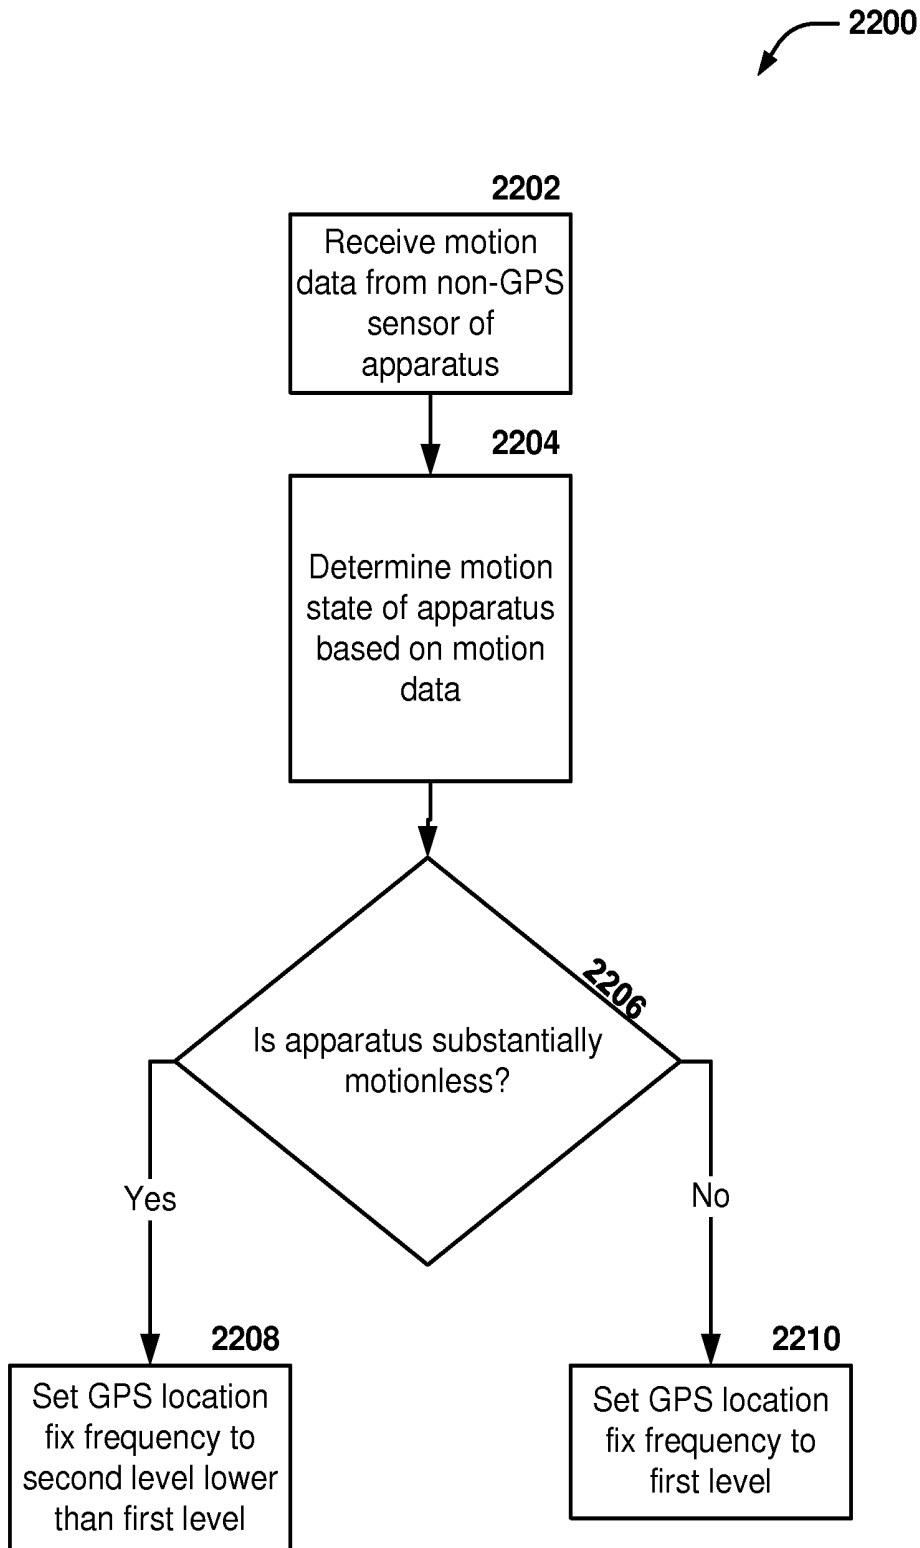 2200
2202
Receive motion
data from non-GPS
sensor of
apparatus
2204
Determine motion
state of apparatus
based on motion
data
2206
Is apparatus substantially
motionless?
Yes
No
2208
Set GPS location
fix frequency to
second level lower
than first level
2210
Set GPS location
fix frequency to
first level